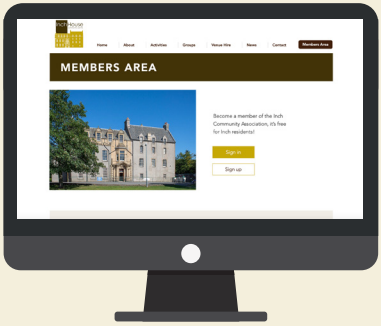 Inch House
Home About Activities Groups Venue Hire News Contact Members Area
MEMBERS AREA
Become a member of the Inch
Community Association, it's free
for Inch residents!
Sign in
Sign up